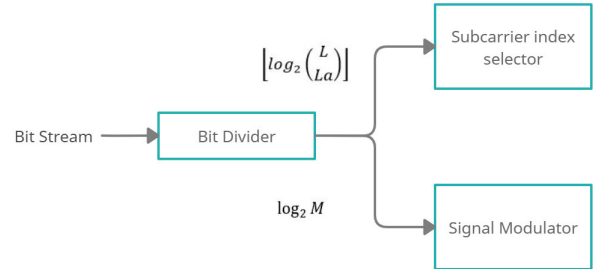 Subcarrier index
selector
⌊log₂(L
La)⌋
Bit Stream
Bit Divider
log₂ M
Signal Modulator